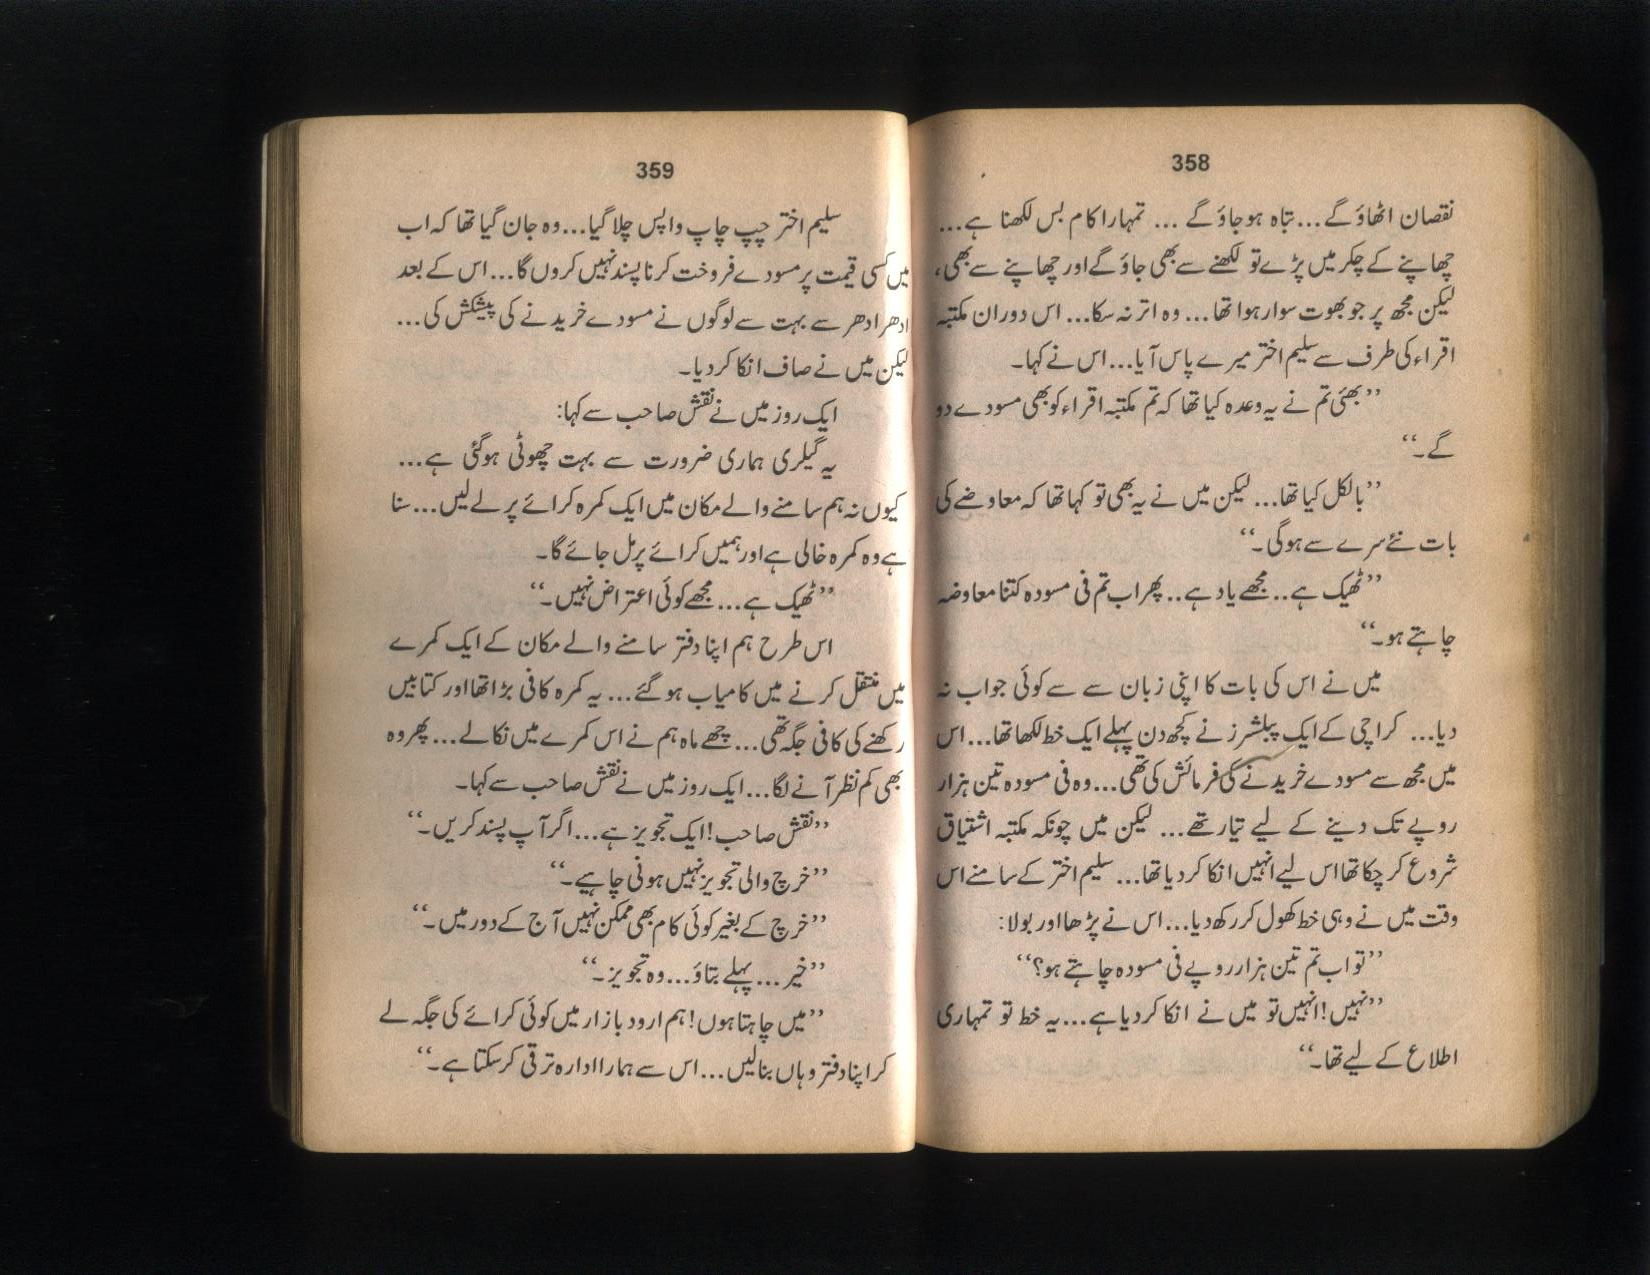 358
نقصان اٹھاؤ گے... تباہ ہو جاؤ گے ... تمہارا کام بس لکھنا ہے...
چھاپنے کے چکر میں پڑے تو لکھنے سے بھی جاؤ گے اور چھاپنے سے بھی،
لیکن مجھ پر جو بھوت سوار ہوا تھا... وہ اتر نہ سکا... اس دوران مکتبہ
اقراء کی طرف سے سلیم اختر میرے پاس آیا... اس نے کہا۔
’’بھئی تم نے یہ وعدہ کیا تھا کہ تم مکتبہ اقراء کو بھی مسودے دو
گے۔‘‘
’’بالکل کیا تھا... لیکن میں نے یہ بھی تو کہا تھا کہ معاوضے کی
بات نئے سرے سے ہوگی۔‘‘
’’ٹھیک ہے.. مجھے یاد ہے.. پھر اب تم فی مسودہ کتنا معاوضہ
چاہتے ہو۔‘‘
میں نے اس کی بات کا اپنی زبان سے سے کوئی جواب نہ
دیا... کراچی کے ایک پبلشرز نے کچھ دن پہلے ایک خط لکھا تھا... اس
میں مجھ سے مسودے خریدنے کی فرمائش کی تھی... وہ فی مسودہ تین ہزار
روپے تک دینے کے لیے تیار تھے... لیکن میں چونکہ مکتبہ اشتیاق
شروع کر چکا تھا اس لیے انہیں انکا کر دیا تھا... سلیم اختر کے سامنے اس
وقت میں نے وہی خط کھول کر رکھ دیا... اس نے پڑھا اور بولا:
’’تو اب تم تین ہزار روپے فی مسودہ چاہتے ہو؟‘‘
’’نہیں! انہیں تو میں نے انکا کر دیا ہے... یہ خط تو تمہاری
اطلاع کے لیے تھا۔‘‘
359
سلیم اختر چپ چاپ واپس چلا گیا... وہ جان گیا تھا کہ اب
میں کسی قیمت پر مسودے فروخت کرنا پسند نہیں کروں گا... اس کے بعد
ادھر ادھر سے بہت سے لوگوں نے مسودے خریدنے کی پیشکش کی...
لیکن میں نے صاف انکا کر دیا۔
ایک روز میں نے نقش صاحب سے کہا:
یہ گیلری ہماری ضرورت سے بہت چھوٹی ہوگئی ہے...
کیوں نہ ہم سامنے والے مکان میں ایک کمرہ کرائے پر لے لیں... سنا
ہے وہ کمرہ خالی ہے اور ہمیں کرائے پر مل جائے گا۔
’’ٹھیک ہے... مجھے کوئی اعتراض نہیں۔‘‘
اس طرح ہم اپنا دفتر سامنے والے مکان کے ایک کمرے
میں منتقل کرنے میں کامیاب ہو گئے... یہ کمرہ کافی بڑا تھا اور کتابیں
رکھنے کی کافی جگہ تھی... چھے ماہ ہم نے اس کمرے میں نکالے... پھر وہ
بھی کم نظر آنے لگا... ایک روز میں نے نقش صاحب سے کہا۔
’’نقش صاحب! ایک تجویز ہے... اگر آپ پسند کریں۔‘‘
’’خرچ والی تجویز نہیں ہونی چاہیے۔‘‘
’’خرچ کے بغیر کوئی کام بھی ممکن نہیں آج کے دور میں۔‘‘
’’خیر... پہلے بتاؤ... وہ تجویز۔‘‘
’’میں چاہتا ہوں! ہم اردو بازار میں کوئی کرائے کی جگہ لے
کر اپنا دفتر وہاں بنا لیں... اس سے ہمارا ادارہ ترقی کر سکتا ہے۔‘‘